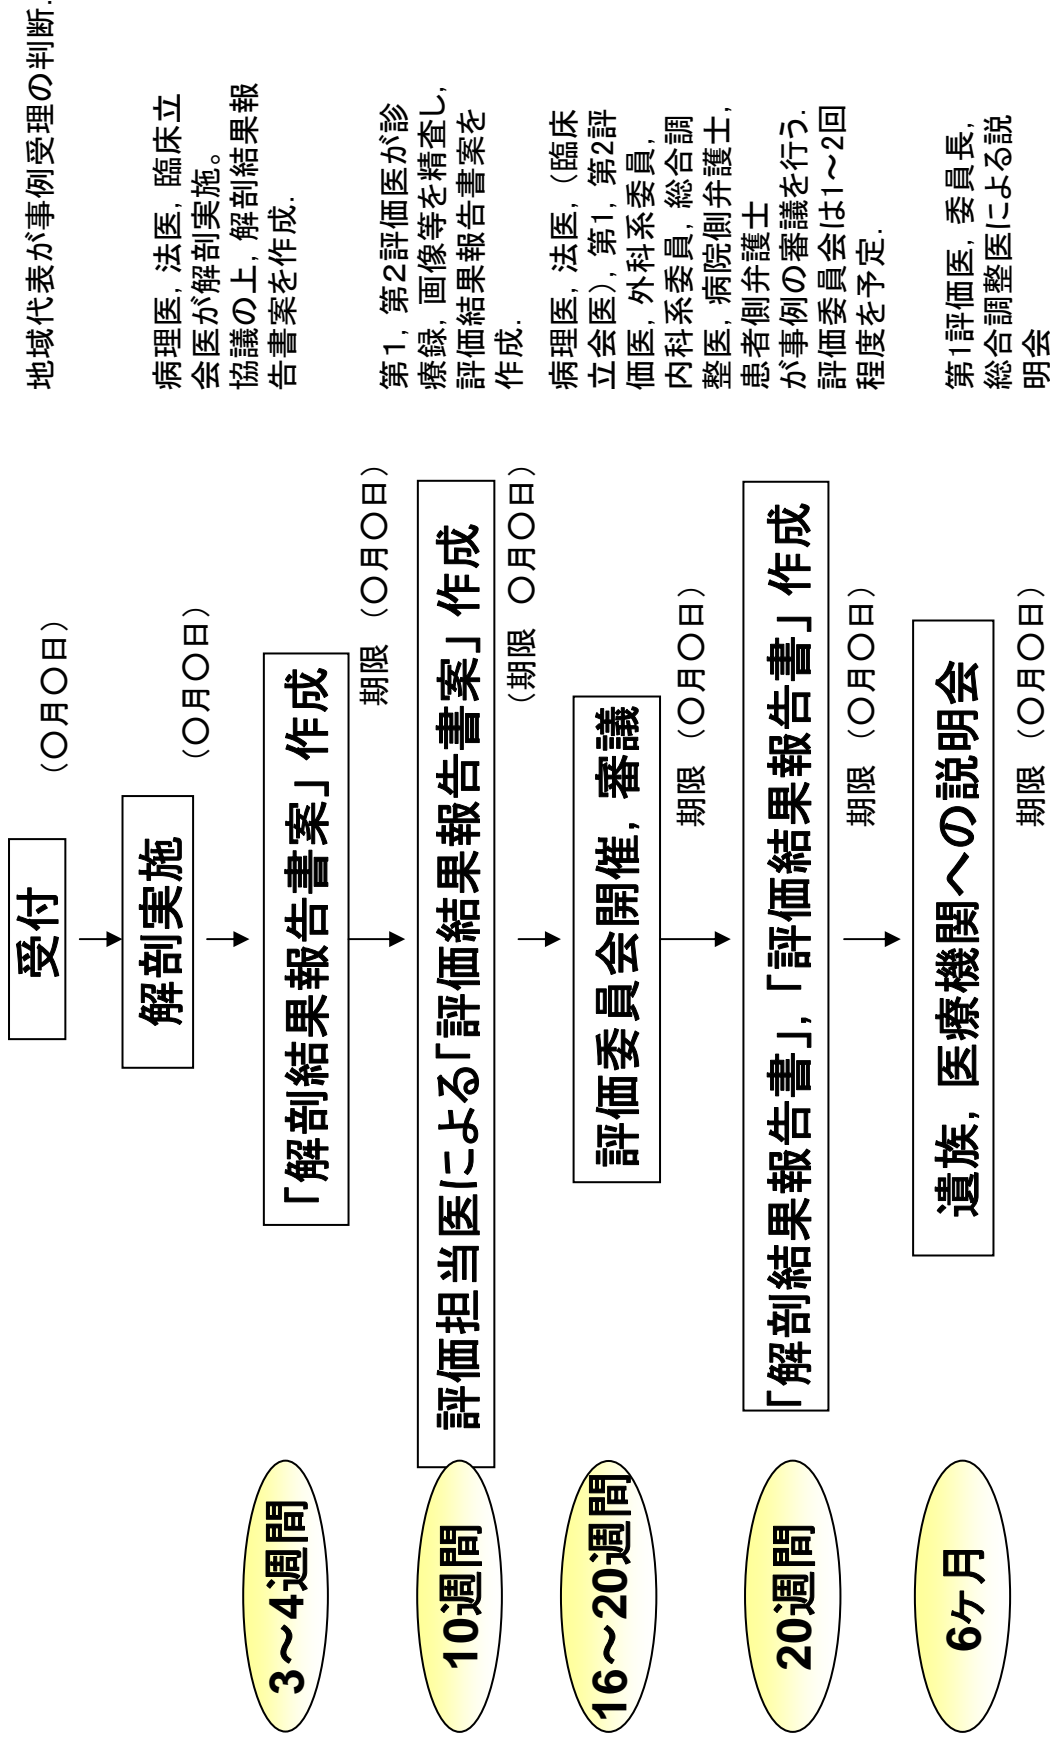 受付
（〇月〇日）
地域代表が事例受理の判断.
解剖実施
（〇月〇日）
病理医，法医，臨床立
会医が解剖実施。
協議の上，解剖結果報
告書案を作成.
3～4週間
「解剖結果報告書案」作成
期限　（〇月〇日）
10週間
評価担当医による「評価結果報告書案」作成
（期限　〇月〇日）
第１，第２評価医が診
療録，画像等を精査し，
評価結果報告書案を
作成.
16～20週間
評価委員会開催，審議
期限　（〇月〇日）
病理医，法医，（臨床
立会医），第1，第2評
価医，外科系委員，
内科系委員，総合調
整医，病院側弁護士，
患者側弁護士
が事例の審議を行う.
評価委員会は1～2回
程度を予定.
20週間
「解剖結果報告書」，「評価結果報告書」作成
期限　（〇月〇日）
6ヶ月
遺族，医療機関への説明会
期限　（〇月〇日）
第1評価医，委員長，
総合調整医による説
明会